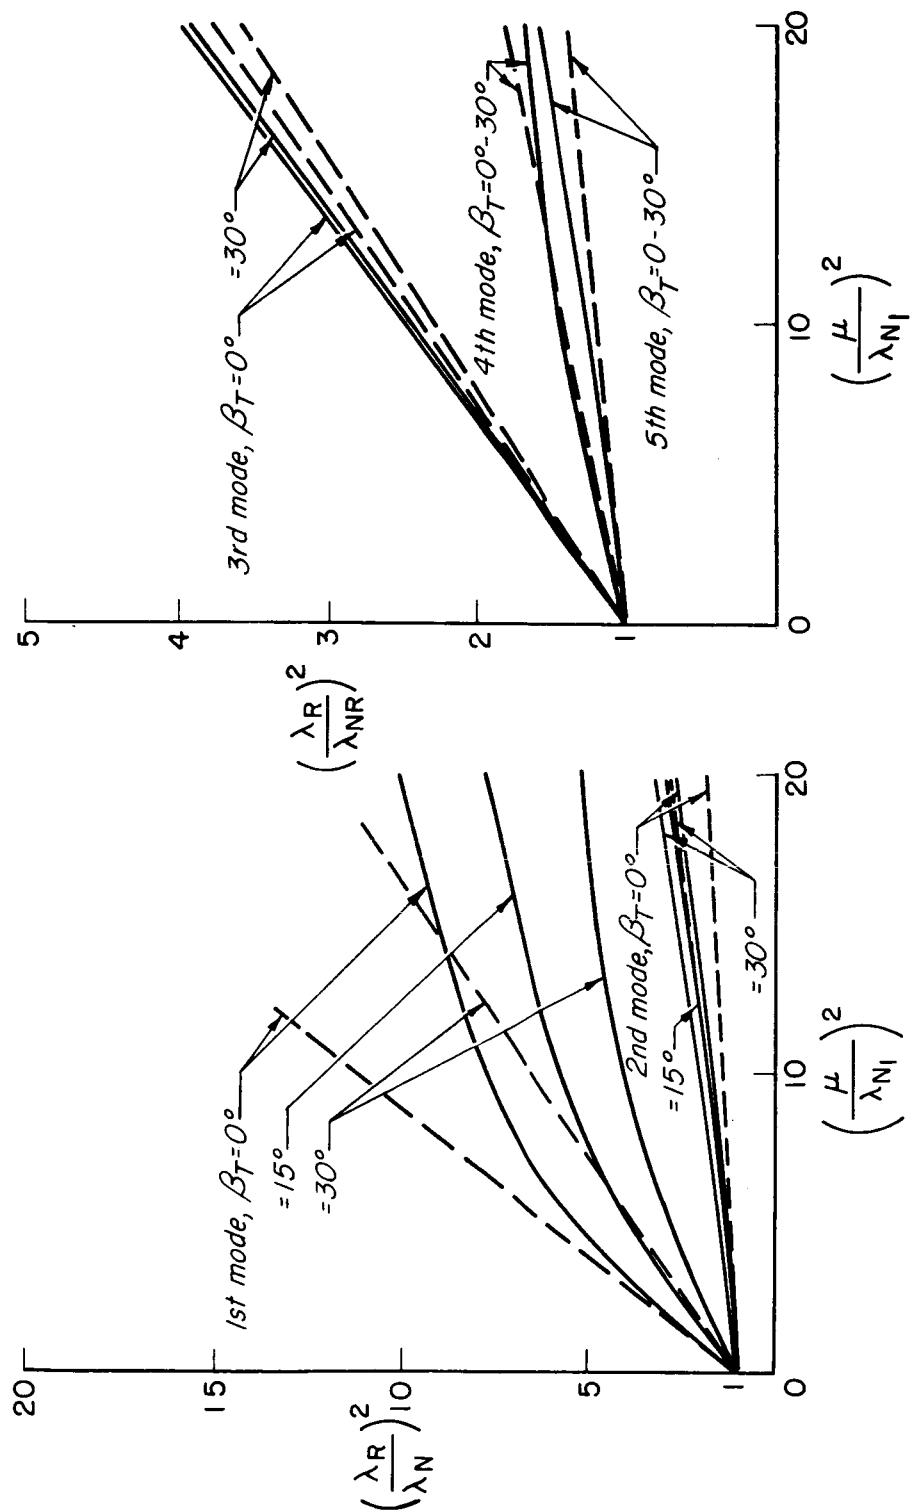 (λR/λN)²
20
15
10
5
1
0
10
20
(μ/λN1)²
1st mode, βT=0°
=15°
=30°
2nd mode, βT=0°
=15°
=30°
(λR/λNR)²
5
4
3
2
1
0
10
20
(μ/λN1)²
3rd mode, βT=0°
=30°
4th mode, βT=0°-30°
5th mode, βT=0-30°